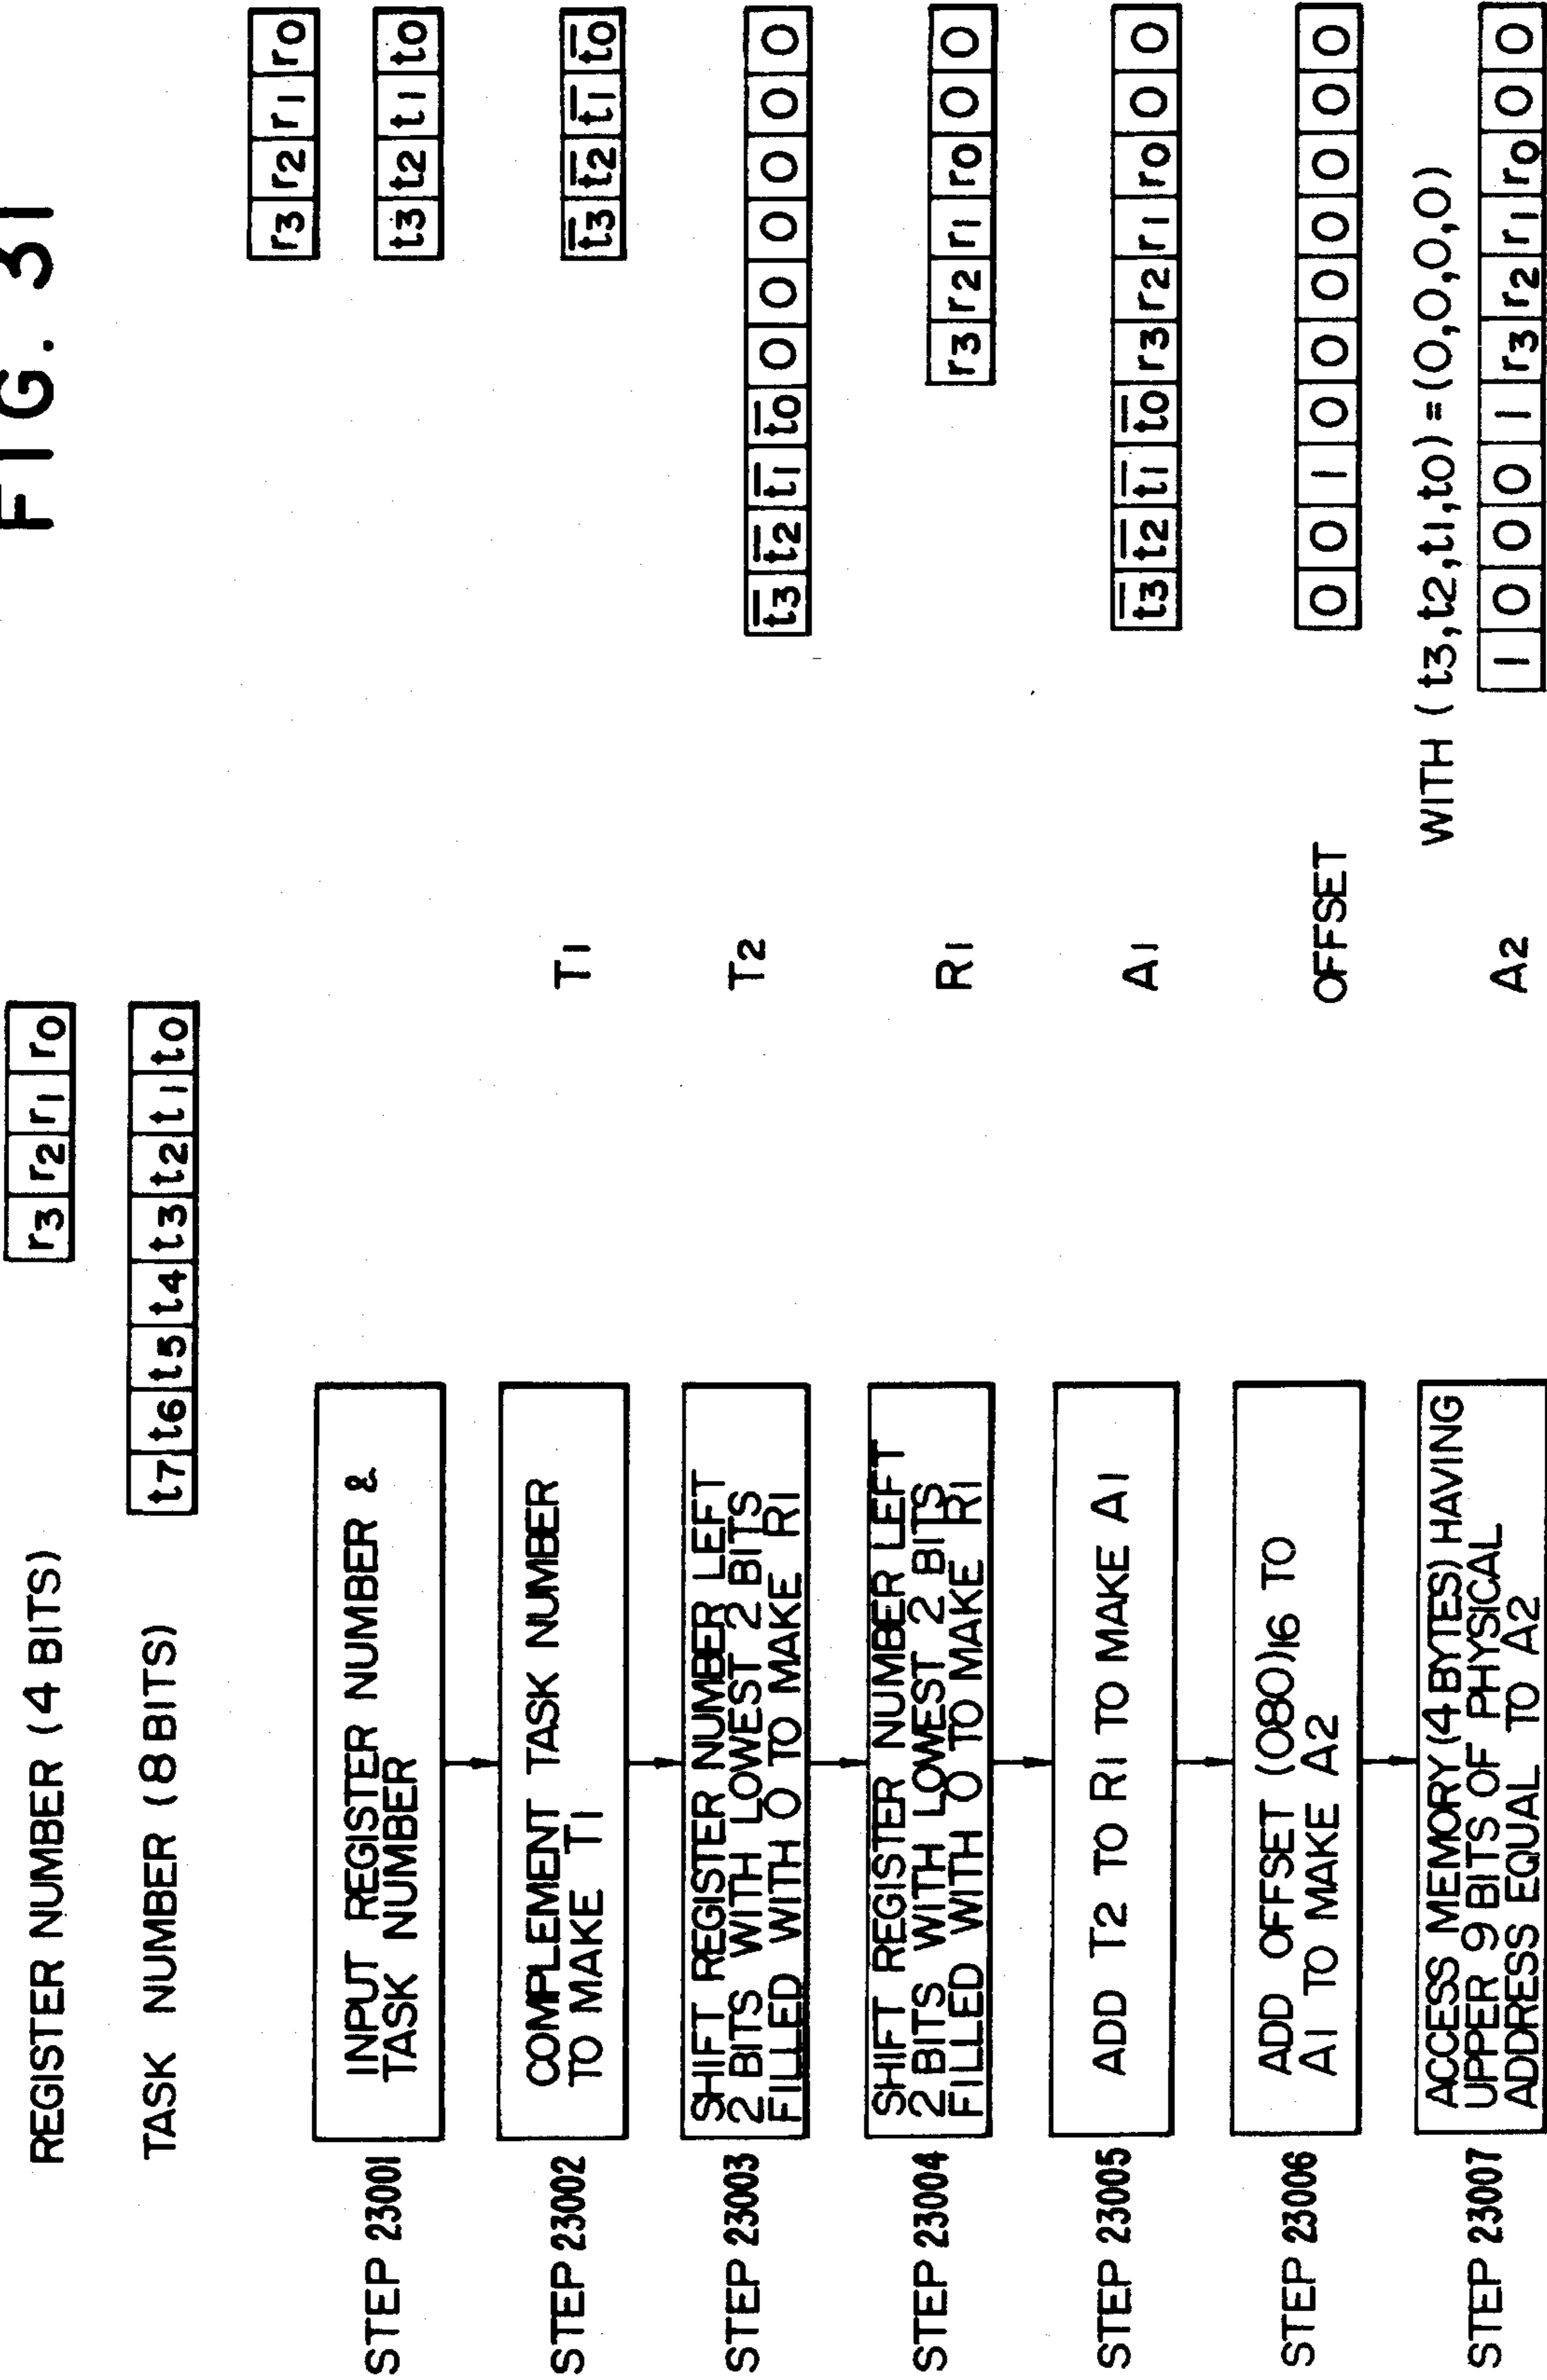 FIG. 31
REGISTER NUMBER (4 BITS)
r3 r2 r1 r0
TASK NUMBER (8 BITS)
t7 t6 t5 t4 t3 t2 t1 t0
STEP 23001
INPUT REGISTER NUMBER &
TASK NUMBER
r3 r2 r1 r0
t3 t2 t1 t0
STEP 23002
COMPLEMENT TASK NUMBER
TO MAKE T1
T1
t̅3 t̅2 t̅1 t̅0
STEP 23003
SHIFT REGISTER NUMBER LEFT
2 BITS WITH LOWEST 2 BITS
FILLED WITH 0 TO MAKE R1
T2
t̅3 t̅2 t̅1 t̅0 0 0 0 0 0 0
STEP 23004
SHIFT REGISTER NUMBER LEFT
2 BITS WITH LOWEST 2 BITS
FILLED WITH 0 TO MAKE R1
R1
r3 r2 r1 r0 0 0
STEP 23005
ADD T2 TO R1 TO MAKE A1
A1
t̅3 t̅2 t̅1 t̅0 r3 r2 r1 r0 0 0
STEP 23006
ADD OFFSET (080)16 TO
A1 TO MAKE A2
OFFSET
0 0 1 0 0 0 0 0 0 0
WITH (t3,t2,t1,t0)=(0,0,0,0)
STEP 23007
ACCESS MEMORY (4 BYTES) HAVING
UPPER 9 BITS OF PHYSICAL
ADDRESS EQUAL TO A2
A2
1 0 0 0 1 r3 r2 r1 r0 0 0